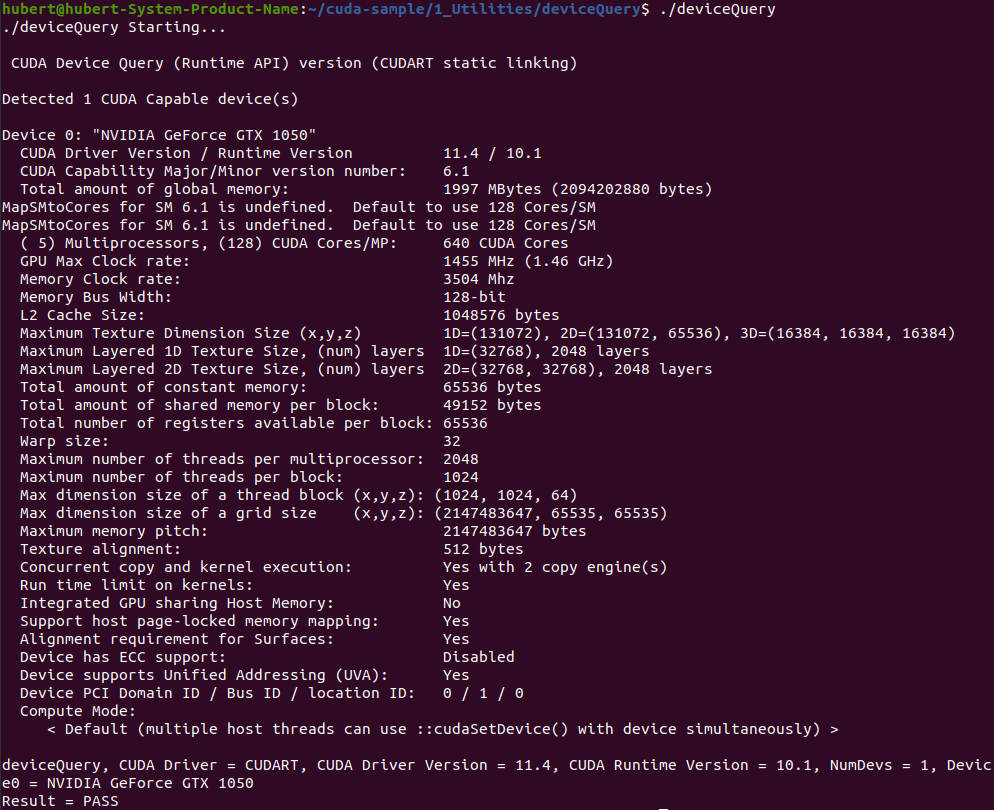 hubert@hubert-System-Product-Name:~/cuda-sample/1_Utilities/deviceQuery$ ./deviceQuery
./deviceQuery Starting...

 CUDA Device Query (Runtime API) version (CUDART static linking)

Detected 1 CUDA Capable device(s)

Device 0: "NVIDIA GeForce GTX 1050"
  CUDA Driver Version / Runtime Version          11.4 / 10.1
  CUDA Capability Major/Minor version number:    6.1
  Total amount of global memory:                 1997 MBytes (2094202880 bytes)
MapSMtoCores for SM 6.1 is undefined.  Default to use 128 Cores/SM
MapSMtoCores for SM 6.1 is undefined.  Default to use 128 Cores/SM
  ( 5) Multiprocessors, (128) CUDA Cores/MP:     640 CUDA Cores
  GPU Max Clock rate:                            1455 MHz (1.46 GHz)
  Memory Clock rate:                             3504 Mhz
  Memory Bus Width:                              128-bit
  L2 Cache Size:                                 1048576 bytes
  Maximum Texture Dimension Size (x,y,z)         1D=(131072), 2D=(131072, 65536), 3D=(16384, 16384, 16384)
  Maximum Layered 1D Texture Size, (num) layers  1D=(32768), 2048 layers
  Maximum Layered 2D Texture Size, (num) layers  2D=(32768, 32768), 2048 layers
  Total amount of constant memory:               65536 bytes
  Total amount of shared memory per block:       49152 bytes
  Total number of registers available per block: 65536
  Warp size:                                     32
  Maximum number of threads per multiprocessor:  2048
  Maximum number of threads per block:           1024
  Max dimension size of a thread block (x,y,z): (1024, 1024, 64)
  Max dimension size of a grid size    (x,y,z): (2147483647, 65535, 65535)
  Maximum memory pitch:                          2147483647 bytes
  Texture alignment:                             512 bytes
  Concurrent copy and kernel execution:          Yes with 2 copy engine(s)
  Run time limit on kernels:                     Yes
  Integrated GPU sharing Host Memory:            No
  Support host page-locked memory mapping:       Yes
  Alignment requirement for Surfaces:            Yes
  Device has ECC support:                        Disabled
  Device supports Unified Addressing (UVA):      Yes
  Device PCI Domain ID / Bus ID / location ID:   0 / 1 / 0
  Compute Mode:
     < Default (multiple host threads can use ::cudaSetDevice() with device simultaneously) >

deviceQuery, CUDA Driver = CUDART, CUDA Driver Version = 11.4, CUDA Runtime Version = 10.1, NumDevs = 1, Devic
e0 = NVIDIA GeForce GTX 1050
Result = PASS